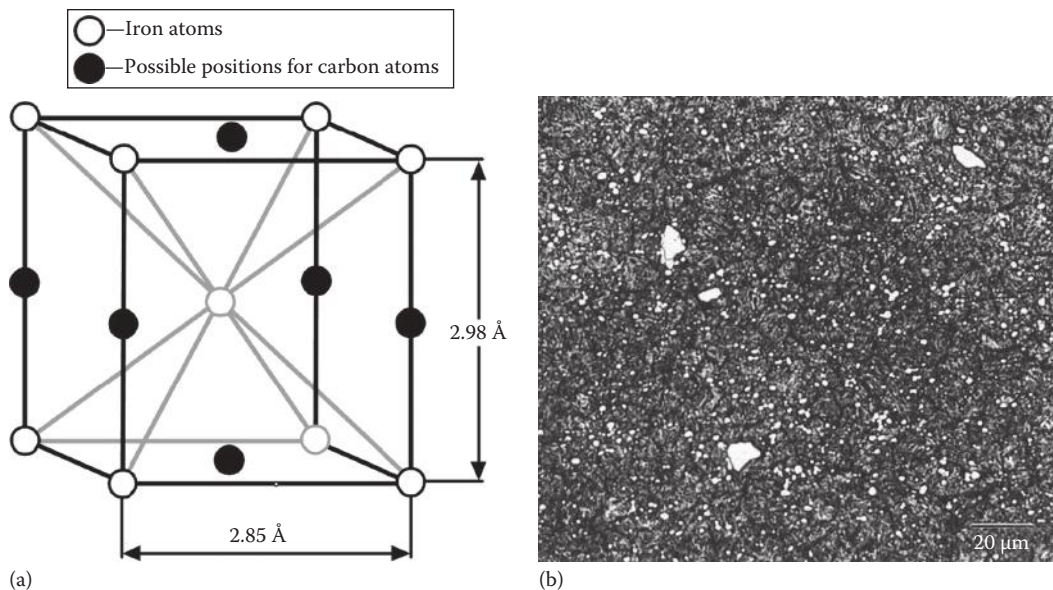 —Iron atoms
—Possible positions for carbon atoms
2.98 Å
2.85 Å
20 µm
(a)
(b)